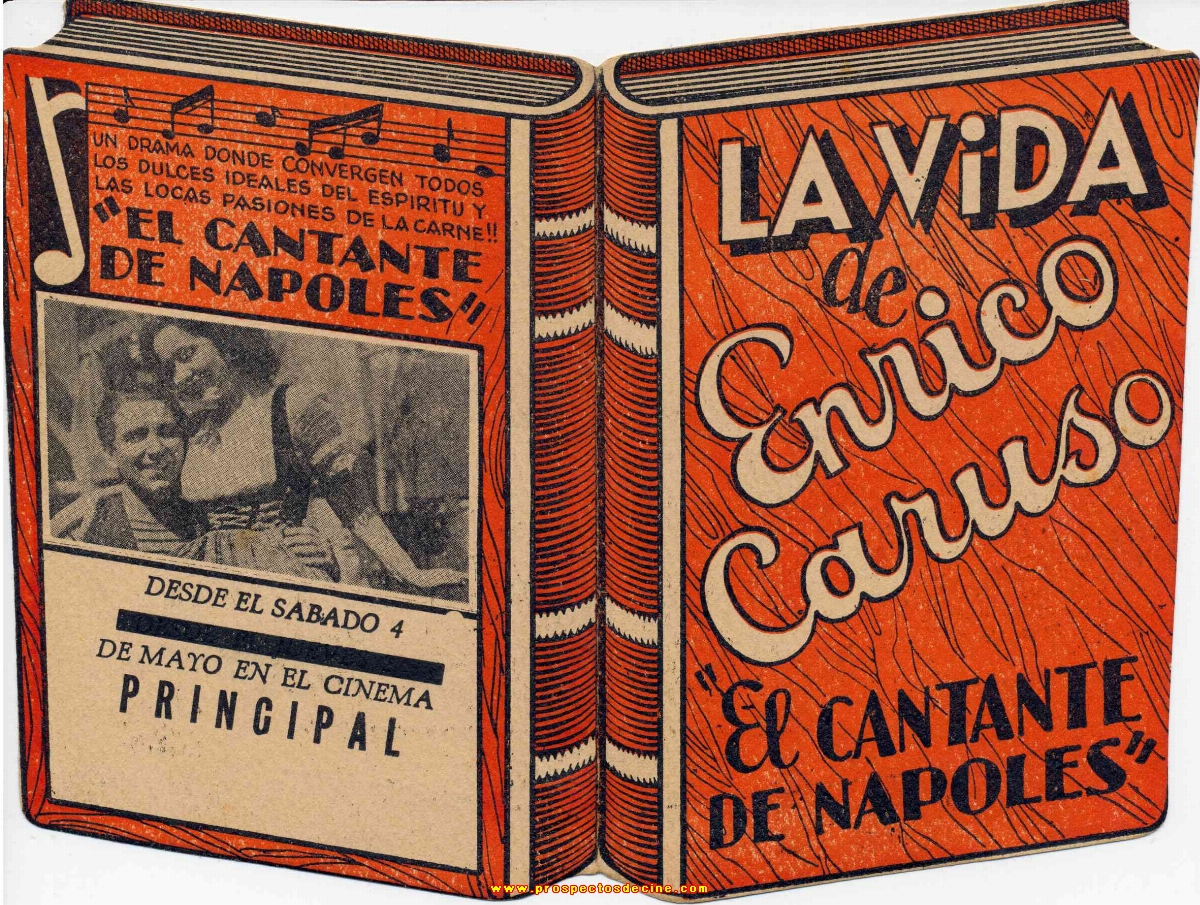 UN DRAMA DONDE CONVERGEN TODOS
LOS DULCES IDEALES DEL ESPIRITU Y
LAS LOCAS PASIONES DE LA CARNE!!
"EL CANTANTE
DE NAPOLES"
DESDE EL SABADO 4
DE MAYO EN EL CINEMA
PRINCIPAL
LA ViDA
de
Enrico
Caruso
"El CANTANTE
DE NAPOLES"
www.prospectosdecine.com